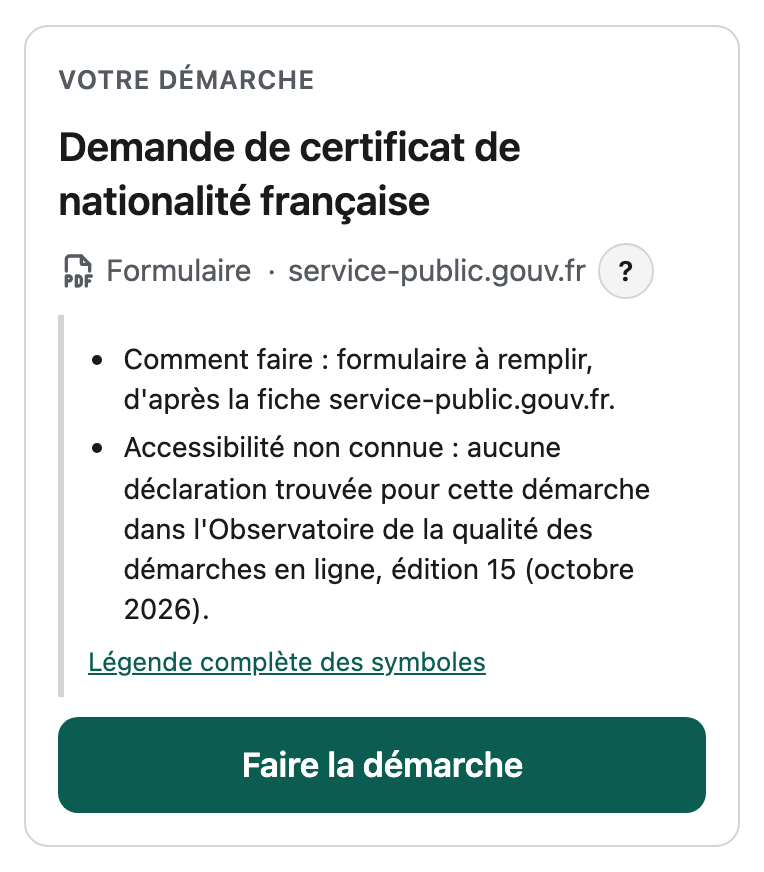 VOTRE DÉMARCHE
Demande de certificat de
nationalité française
PDF Formulaire · service-public.gouv.fr ?
• Comment faire : formulaire à remplir,
d'après la fiche service-public.gouv.fr.
• Accessibilité non connue : aucune
déclaration trouvée pour cette démarche
dans l'Observatoire de la qualité des
démarches en ligne, édition 15 (octobre
2026).
Légende complète des symboles
Faire la démarche